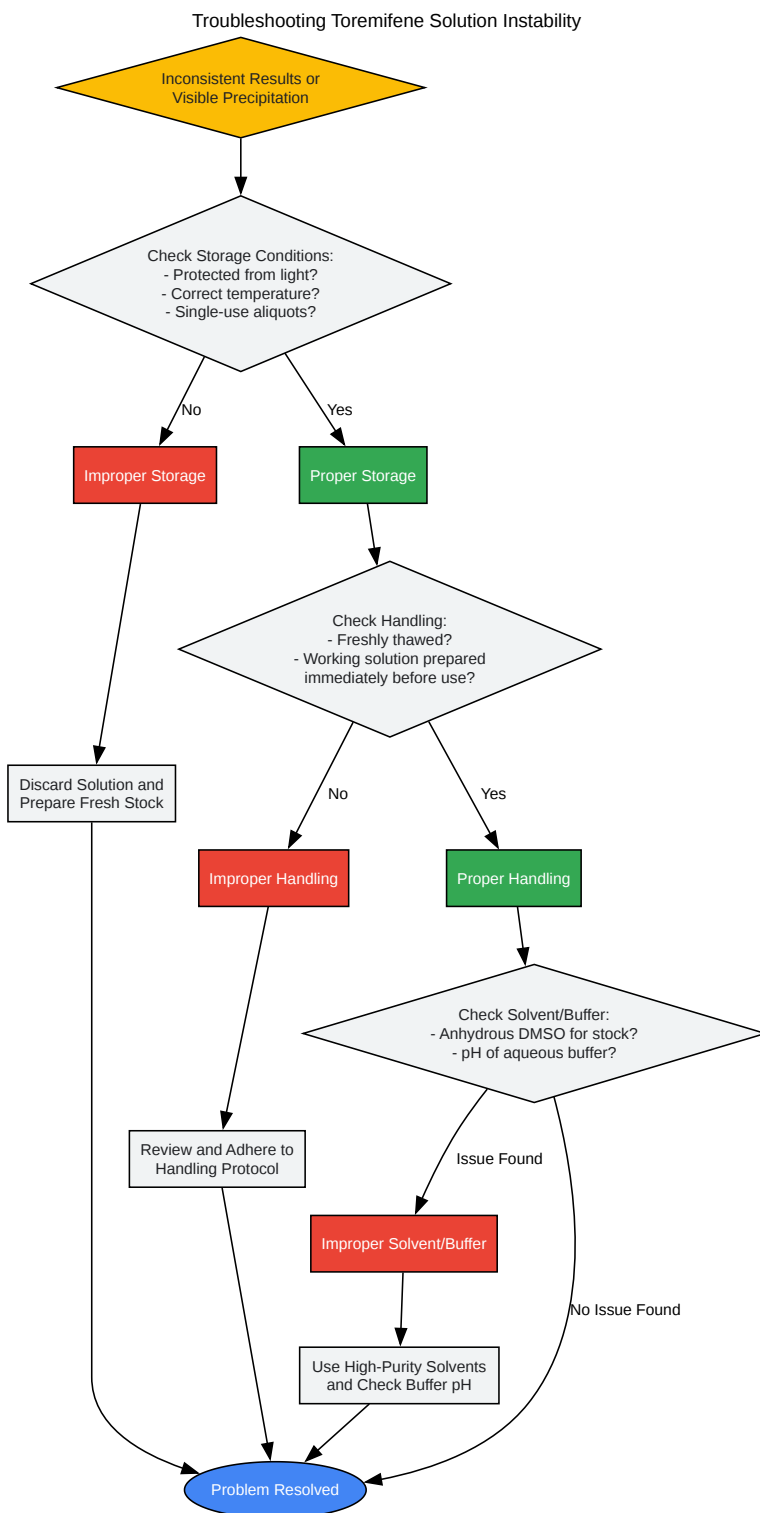 Troubleshooting Toremifene Solution Instability
Inconsistent Results or
Visible Precipitation
Check Storage Conditions:
- Protected from light?
- Correct temperature?
- Single-use aliquots?
No
Yes
Improper Storage
Proper Storage
Check Handling:
- Freshly thawed?
- Working solution prepared
immediately before use?
Discard Solution and
Prepare Fresh Stock
No
Yes
Improper Handling
Proper Handling
Check Solvent/Buffer:
- Anhydrous DMSO for stock?
- pH of aqueous buffer?
Review and Adhere to
Handling Protocol
Issue Found
Improper Solvent/Buffer
No Issue Found
Use High-Purity Solvents
and Check Buffer pH
Problem Resolved